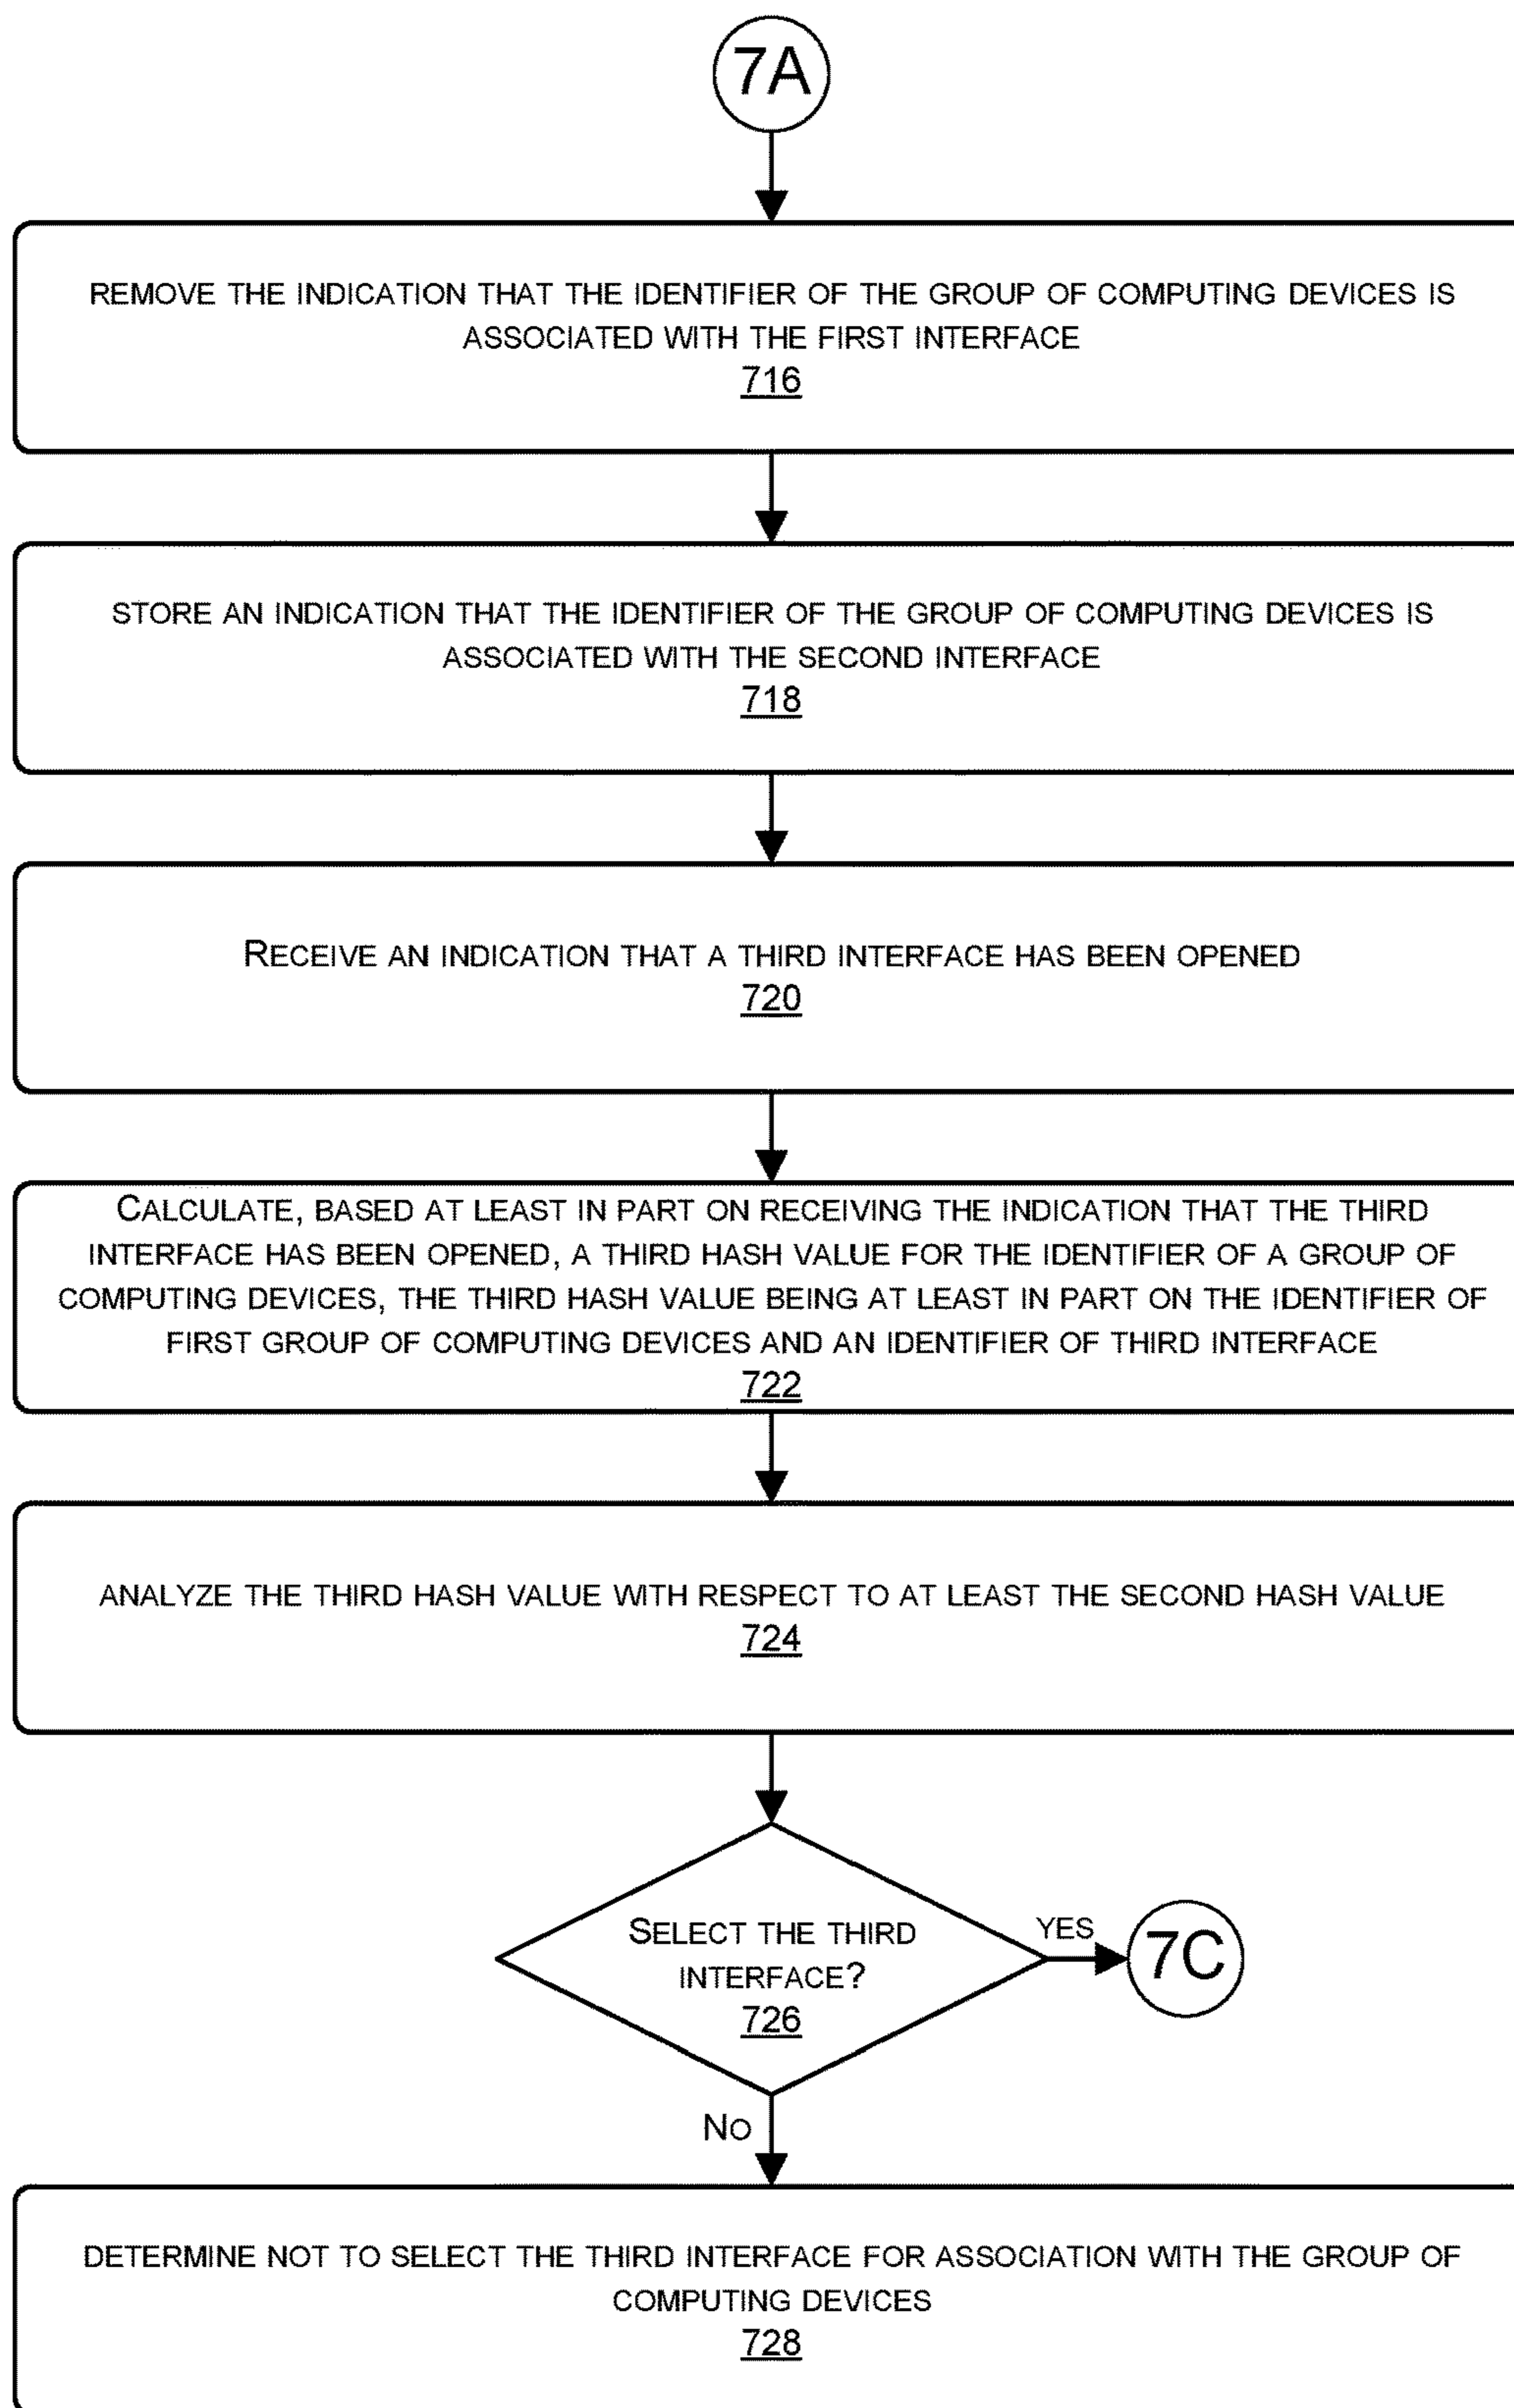 7A
REMOVE THE INDICATION THAT THE IDENTIFIER OF THE GROUP OF COMPUTING DEVICES IS
ASSOCIATED WITH THE FIRST INTERFACE
716
STORE AN INDICATION THAT THE IDENTIFIER OF THE GROUP OF COMPUTING DEVICES IS
ASSOCIATED WITH THE SECOND INTERFACE
718
RECEIVE AN INDICATION THAT A THIRD INTERFACE HAS BEEN OPENED
720
CALCULATE, BASED AT LEAST IN PART ON RECEIVING THE INDICATION THAT THE THIRD
INTERFACE HAS BEEN OPENED, A THIRD HASH VALUE FOR THE IDENTIFIER OF A GROUP OF
COMPUTING DEVICES, THE THIRD HASH VALUE BEING AT LEAST IN PART ON THE IDENTIFIER OF
FIRST GROUP OF COMPUTING DEVICES AND AN IDENTIFIER OF THIRD INTERFACE
722
ANALYZE THE THIRD HASH VALUE WITH RESPECT TO AT LEAST THE SECOND HASH VALUE
724
SELECT THE THIRD
INTERFACE?
726
YES
7C
NO
DETERMINE NOT TO SELECT THE THIRD INTERFACE FOR ASSOCIATION WITH THE GROUP OF
COMPUTING DEVICES
728